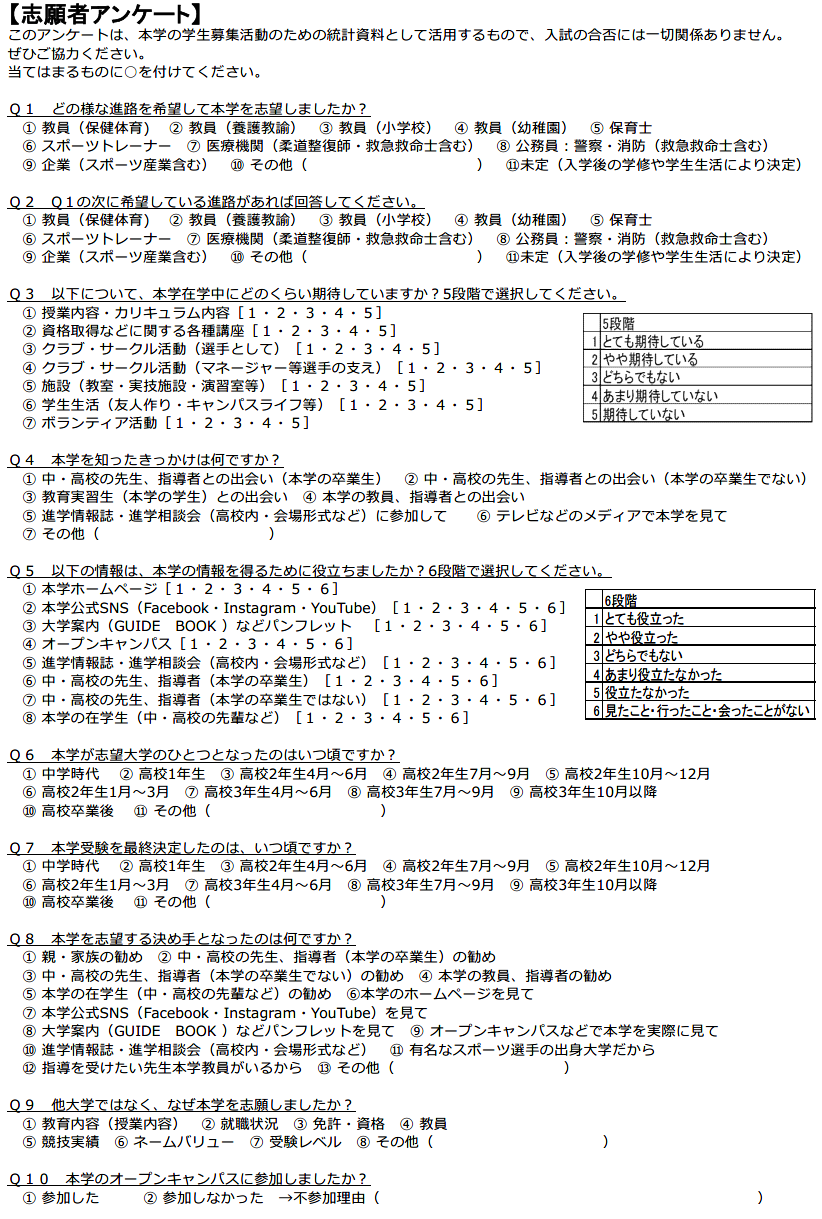 【志願者アンケート】
このアンケートは、本学の学生募集活動のための統計資料として活用するもので、入試の合否には一切関係ありません。
ぜひご協力ください。
当てはまるものに○を付けてください。
Ｑ１　どの様な進路を希望して本学を志望しましたか？
① 教員（保健体育）　② 教員（養護教諭）　③ 教員（小学校）　④ 教員（幼稚園）　⑤ 保育士
⑥ スポーツトレーナー　⑦ 医療機関（柔道整復師・救急救命士含む）　⑧ 公務員：警察・消防（救急救命士含む）
⑨ 企業（スポーツ産業含む）　⑩ その他（　　　　　　　　　　　　）　⑪未定（入学後の学修や学生生活により決定）
Ｑ２　Ｑ1の次に希望している進路があれば回答してください。
① 教員（保健体育）　② 教員（養護教諭）　③ 教員（小学校）　④ 教員（幼稚園）　⑤ 保育士
⑥ スポーツトレーナー　⑦ 医療機関（柔道整復師・救急救命士含む）　⑧ 公務員：警察・消防（救急救命士含む）
⑨ 企業（スポーツ産業含む）　⑩ その他（　　　　　　　　　　　　）　⑪未定（入学後の学修や学生生活により決定）
Ｑ３　以下について、本学在学中にどのくらい期待していますか？5段階で選択してください。
① 授業内容・カリキュラム内容［１・２・３・４・５］
② 資格取得などに関する各種講座［１・２・３・４・５］
③ クラブ・サークル活動（選手として）［１・２・３・４・５］
④ クラブ・サークル活動（マネージャー等選手の支え）［１・２・３・４・５］
⑤ 施設（教室・実技施設・演習室等）［１・２・３・４・５］
⑥ 学生生活（友人作り・キャンパスライフ等）［１・２・３・４・５］
⑦ ボランティア活動［１・２・３・４・５］
5段階
1 とても期待している
2 やや期待している
3 どちらでもない
4 あまり期待していない
5 期待していない
Ｑ４　本学を知ったきっかけは何ですか？
① 中・高校の先生、指導者との出会い（本学の卒業生）　② 中・高校の先生、指導者との出会い（本学の卒業生でない）
③ 教育実習生（本学の学生）との出会い　④ 本学の教員、指導者との出会い
⑤ 進学情報誌・進学相談会（高校内・会場形式など）に参加して　　⑥ テレビなどのメディアで本学を見て
⑦ その他（　　　　　　　　　　　　）
Ｑ５　以下の情報は、本学の情報を得るために役立ちましたか？6段階で選択してください。
① 本学ホームページ［１・２・３・４・５・６］
② 本学公式SNS（Facebook・Instagram・YouTube）［１・２・３・４・５・６］
③ 大学案内（GUIDE　BOOK ）などパンフレット　［１・２・３・４・５・６］
④ オープンキャンパス［１・２・３・４・５・６］
⑤ 進学情報誌・進学相談会（高校内・会場形式など）［１・２・３・４・５・６］
⑥ 中・高校の先生、指導者（本学の卒業生）［１・２・３・４・５・６］
⑦ 中・高校の先生、指導者（本学の卒業生ではない）［１・２・３・４・５・６］
⑧ 本学の在学生（中・高校の先輩など）［１・２・３・４・５・６］
6段階
1 とても役立った
2 やや役立った
3 どちらでもない
4 あまり役立たなかった
5 役立たなかった
6 見たこと・行ったこと・会ったことがない
Ｑ６　本学が志望大学のひとつとなったのはいつ頃ですか？
① 中学時代　② 高校1年生　③ 高校2年生4月～6月　④ 高校2年生7月～9月　⑤ 高校2年生10月～12月
⑥ 高校2年生1月～3月　⑦ 高校3年生4月～6月　⑧ 高校3年生7月～9月　⑨ 高校3年生10月以降
⑩ 高校卒業後　⑪ その他（　　　　　　　　　　　　）
Ｑ７　本学受験を最終決定したのは、いつ頃ですか？
① 中学時代　② 高校1年生　③ 高校2年生4月～6月　④ 高校2年生7月～9月　⑤ 高校2年生10月～12月
⑥ 高校2年生1月～3月　⑦ 高校3年生4月～6月　⑧ 高校3年生7月～9月　⑨ 高校3年生10月以降
⑩ 高校卒業後　⑪ その他（　　　　　　　　　　　　）
Ｑ８　本学を志望する決め手となったのは何ですか？
① 親・家族の勧め　② 中・高校の先生、指導者（本学の卒業生）の勧め
③ 中・高校の先生、指導者（本学の卒業生でない）の勧め　④ 本学の教員、指導者の勧め
⑤ 本学の在学生（中・高校の先輩など）の勧め　⑥本学のホームページを見て
⑦ 本学公式SNS（Facebook・Instagram・YouTube）を見て
⑧ 大学案内（GUIDE　BOOK ）などパンフレットを見て　⑨ オープンキャンパスなどで本学を実際に見て
⑩ 進学情報誌・進学相談会（高校内・会場形式など）　⑪ 有名なスポーツ選手の出身大学だから
⑫ 指導を受けたい先生本学教員がいるから　⑬ その他（　　　　　　　　　　　　）
Ｑ９　他大学ではなく、なぜ本学を志願しましたか？
① 教育内容（授業内容）　② 就職状況　③ 免許・資格　④ 教員
⑤ 競技実績　⑥ ネームバリュー　⑦ 受験レベル　⑧ その他（　　　　　　　　　　　　）
Ｑ１０　本学のオープンキャンパスに参加しましたか？
① 参加した　　　② 参加しなかった　→不参加理由（　　　　　　　　　　　　　　　　　　　　　　　　　　）